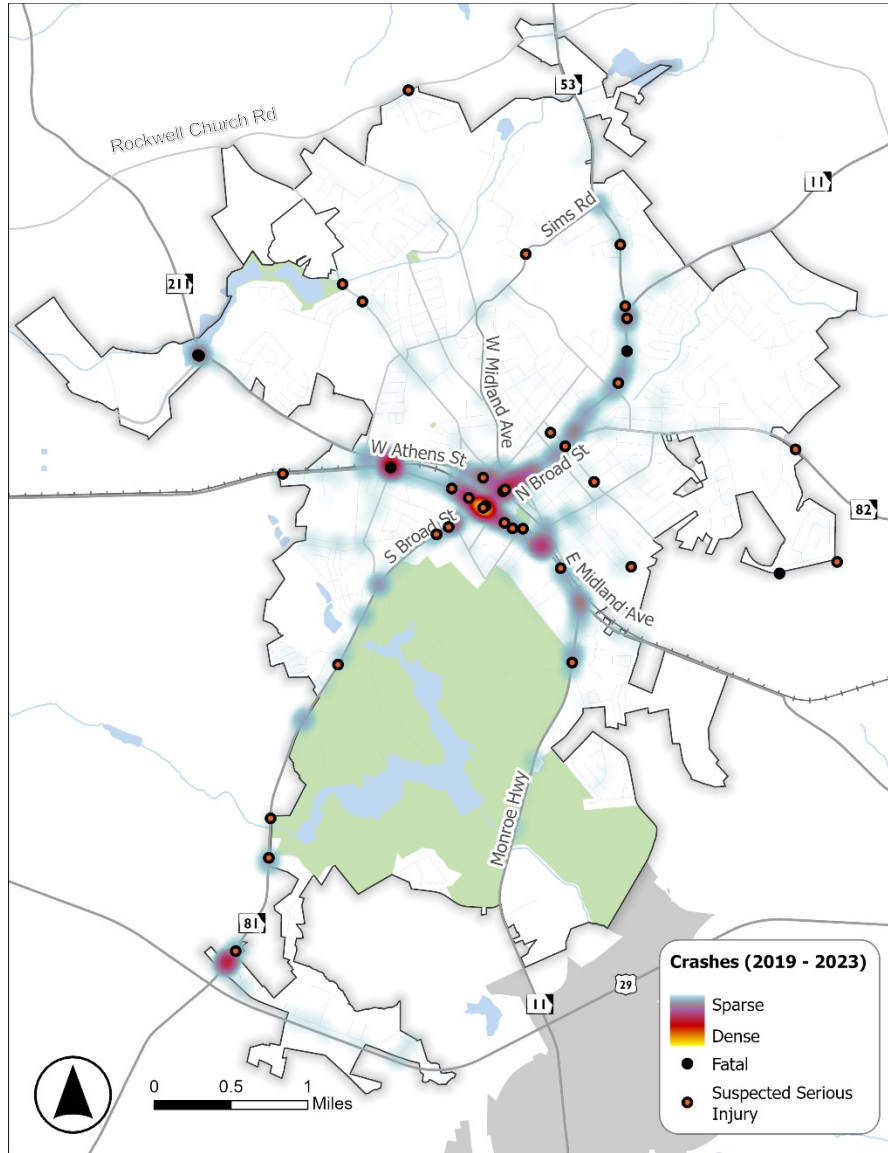 53
Rockwell Church Rd
11
Sims Rd
211
W Midland Ave
W Athens St
N Broad St
82
S Broad St
E Midland Ave
Monroe Hwy
81
11
29
Crashes (2019 - 2023)
Sparse
Dense
Fatal
Suspected Serious
Injury
0 0.5 1
Miles